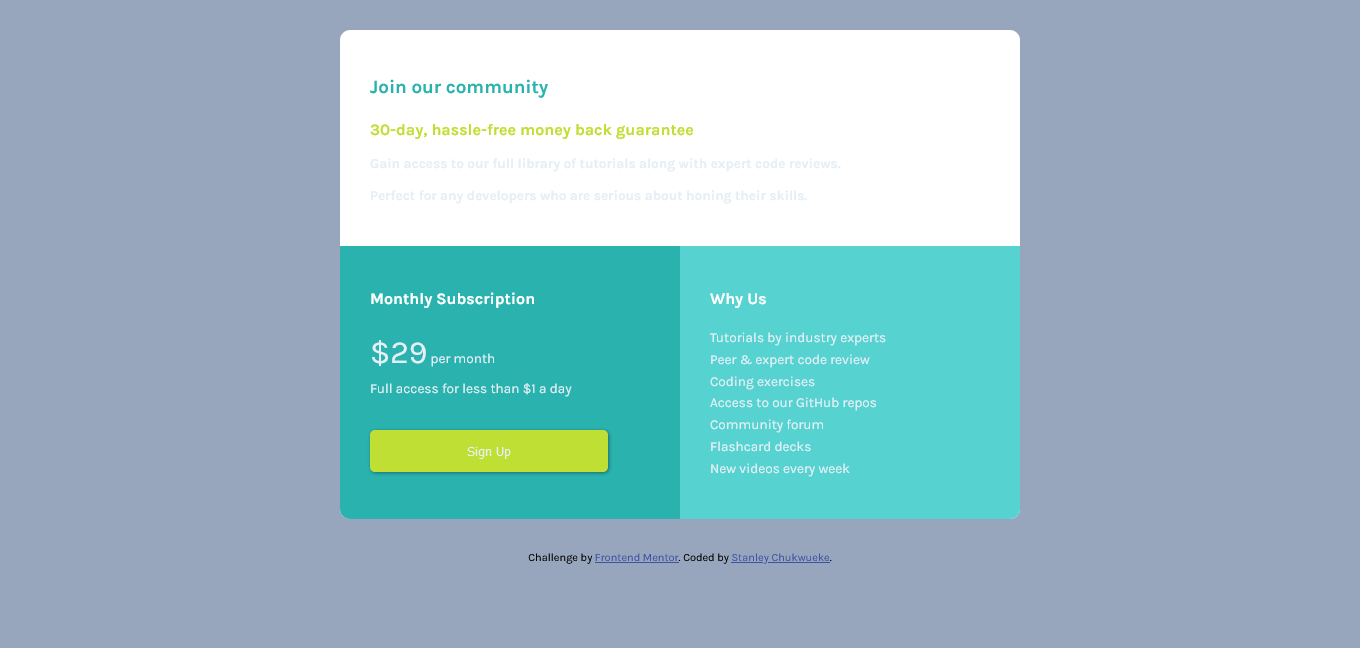 Join our community
30-day, hassle-free money back guarantee
Gain access to our full library of tutorials along with expert code reviews.
Perfect for any developers who are serious about honing their skills.
Monthly Subscription
$29 per month
Full access for less than $1 a day
Sign Up
Why Us
Tutorials by industry experts
Peer & expert code review
Coding exercises
Access to our GitHub repos
Community forum
Flashcard decks
New videos every week
Challenge by Frontend Mentor. Coded by Stanley Chukwueke.